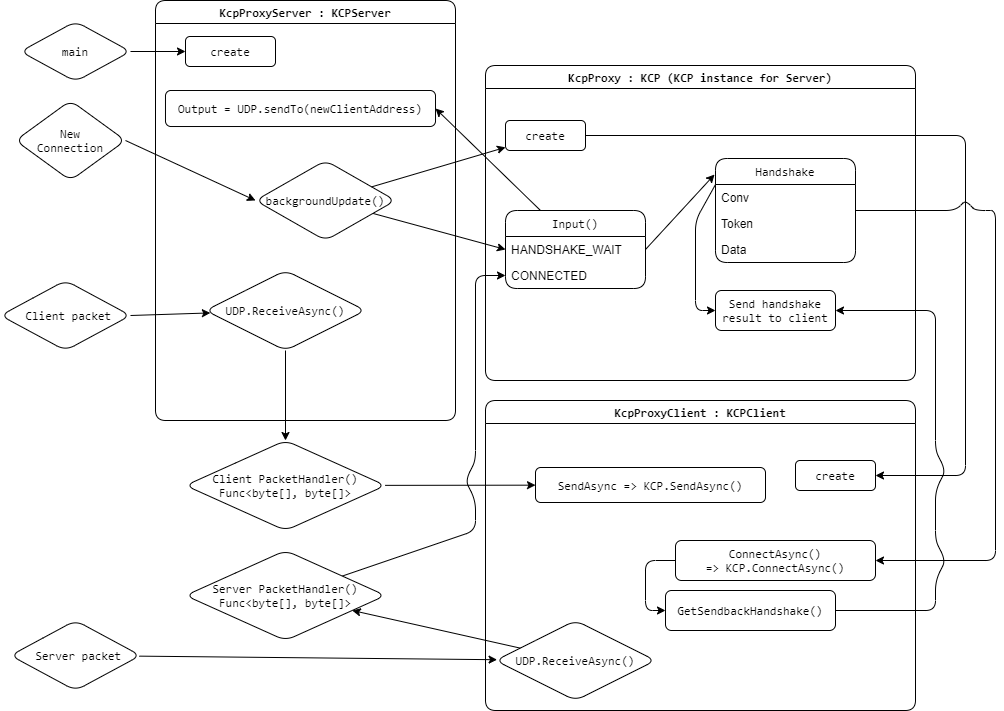 KcpProxyServer : KCPServer
main
create
Output = UDP.sendTo(newClientAddress)
New
Connection
backgroundUpdate()
Client packet
UDP.ReceiveAsync()
KcpProxy : KCP (KCP instance for Server)
create
Handshake
Conv
Token
Data
Input()
HANDSHAKE_WAIT
CONNECTED
Send handshake
result to client
KcpProxyClient : KCPClient
Client PacketHandler()
Func<byte[], byte[]>
SendAsync => KCP.SendAsync()
create
ConnectAsync()
=> KCP.ConnectAsync()
Server PacketHandler()
Func<byte[], byte[]>
GetSendbackHandshake()
Server packet
UDP.ReceiveAsync()